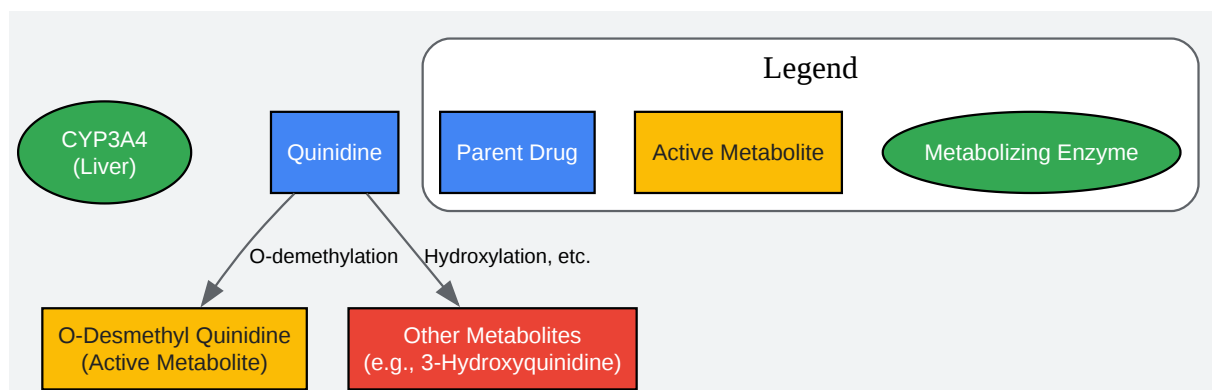 Legend
CYP3A4
(Liver)
Quinidine
Parent Drug
Active Metabolite
Metabolizing Enzyme
O-demethylation
Hydroxylation, etc.
O-Desmethyl Quinidine
(Active Metabolite)
Other Metabolites
(e.g., 3-Hydroxyquinidine)